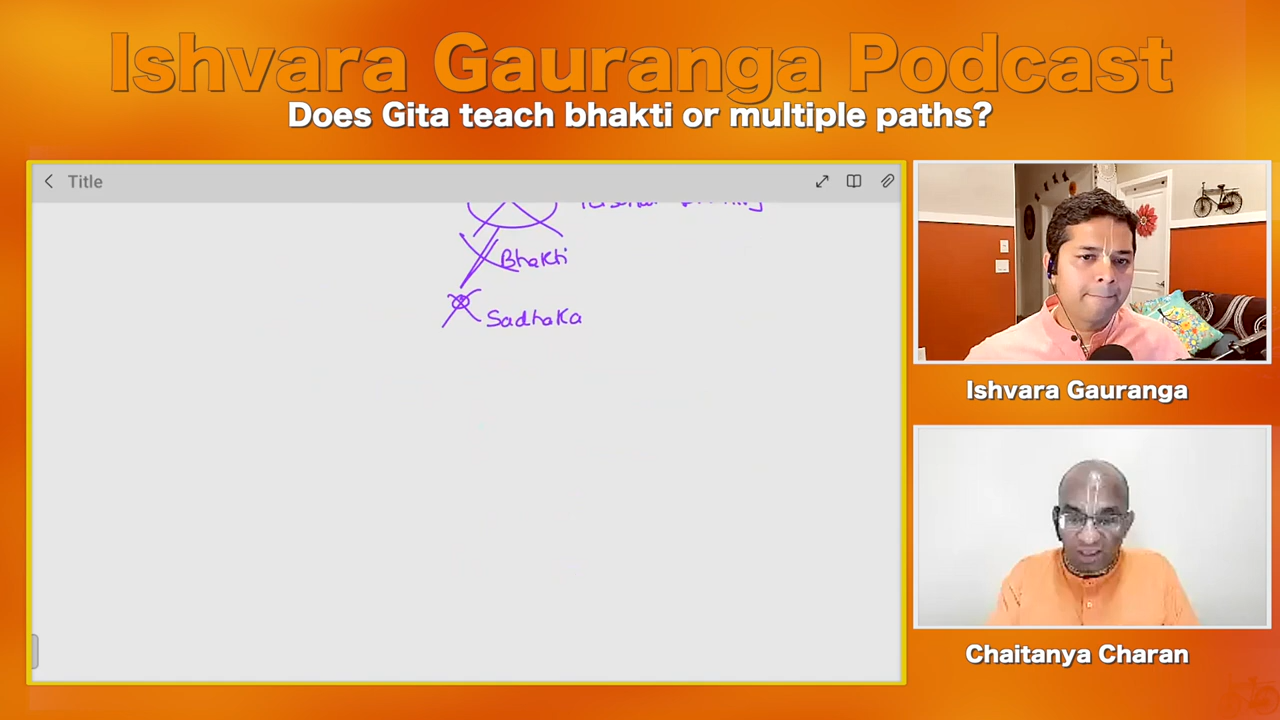 Ishvara Gauranga Podcast
Does Gita teach bhakti or multiple paths?
Title
Bhakti
Sadhaka
Ishvara Gauranga
Chaitanya Charan